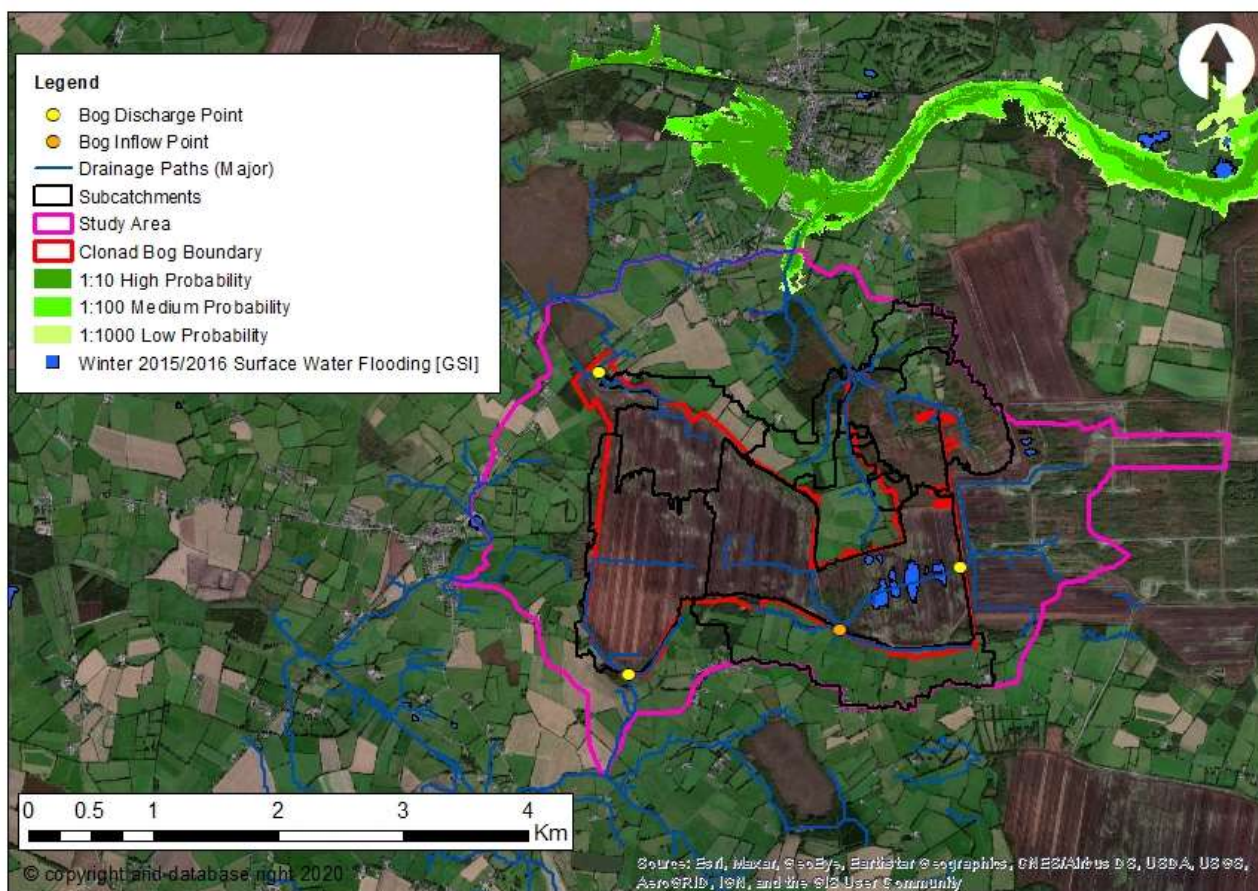 Legend
Bog Discharge Point
Bog Inflow Point
Drainage Paths (Major)
Subcatchments
Study Area
Clonad Bog Boundary
1:10 High Probability
1:100 Medium Probability
1:1000 Low Probability
Winter 2015/2016 Surface Water Flooding [GSI]
0 0.5 1 2 3 4
Km
© copyright and database right 2020
Source: Esri, Maxar, GeoEye, Earthstar Geographics, CNES/Airbus DS, USDA, USGS,
AeroGRID, IGN, and the GIS User Community